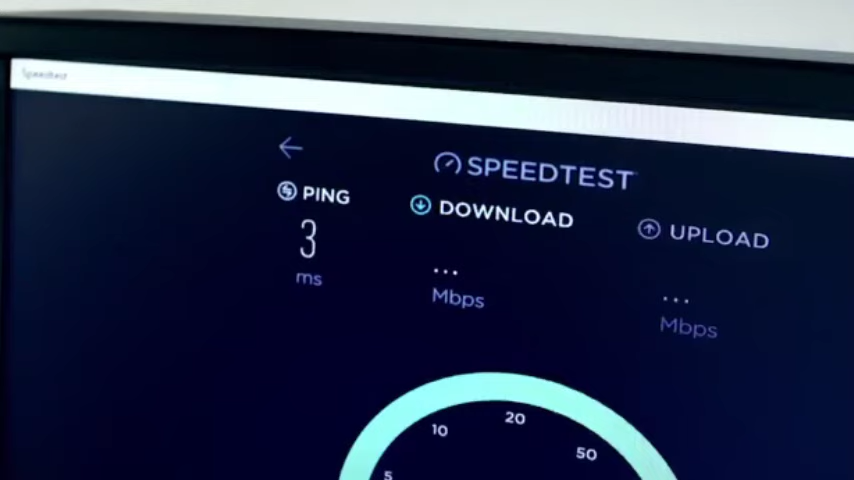 Speedtest
SPEEDTEST
PING
DOWNLOAD
UPLOAD
3
ms
...
Mbps
...
Mbps
5
10
20
50